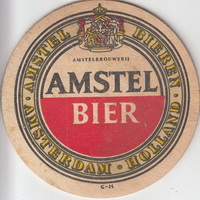 AMSTEL BIEREN
AMSTELBROUWERIJ
AMSTEL
BIER
AMSTERDAM · HOLLAND